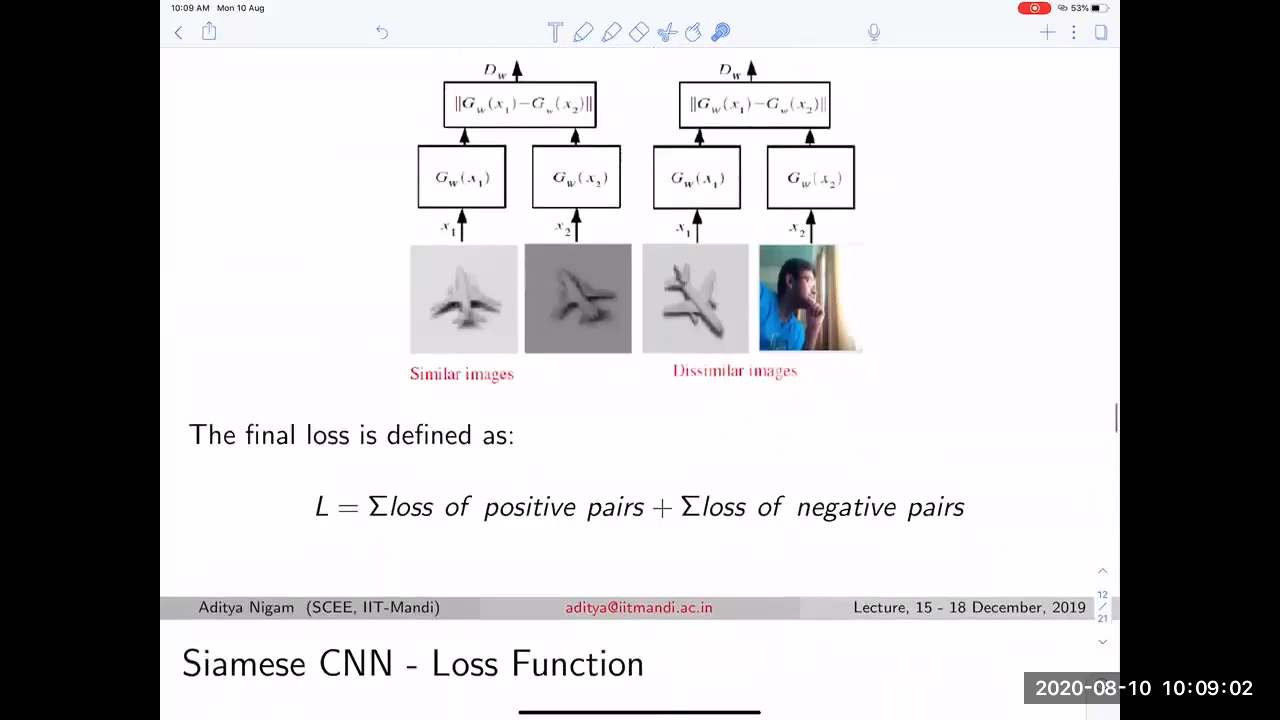 10:09 AM Mon 10 Aug 53%
D_w D_w
||G_w(x_1)−G_w(x_2)|| ||G_w(x_1)−G_w(x_2)||
G_w(x_1) G_w(x_2) G_w(x_1) G_w(x_2)
x_1 x_2 x_1 x_2
Similar images Dissimilar images
The final loss is defined as:
L = Σloss of positive pairs + Σloss of negative pairs
12
/
21
Aditya Nigam (SCEE, IIT-Mandi) aditya@iitmandi.ac.in Lecture, 15 - 18 December, 2019
Siamese CNN - Loss Function
2020-08-10 10:09:02